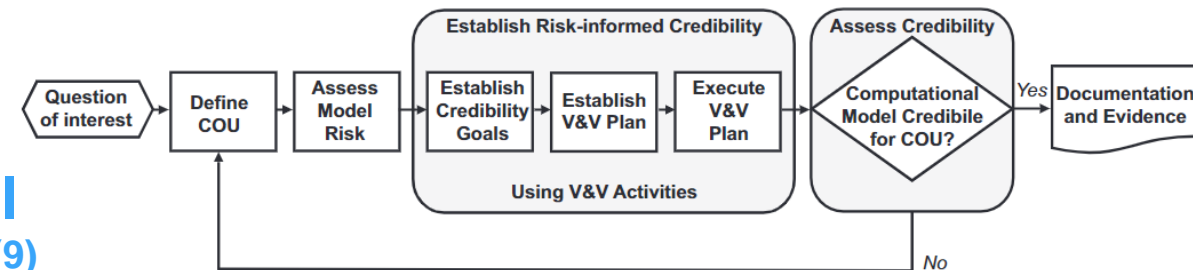 Establish Risk-informed Credibility
Assess Credibility
Question
of interest
Define
COU
Assess
Model
Risk
Establish
Credibility
Goals
Establish
V&V Plan
Execute
V&V
Plan
Computational
Model Credibile
for COU?
Yes
Documentation
and Evidence
Using V&V Activities
No
9)